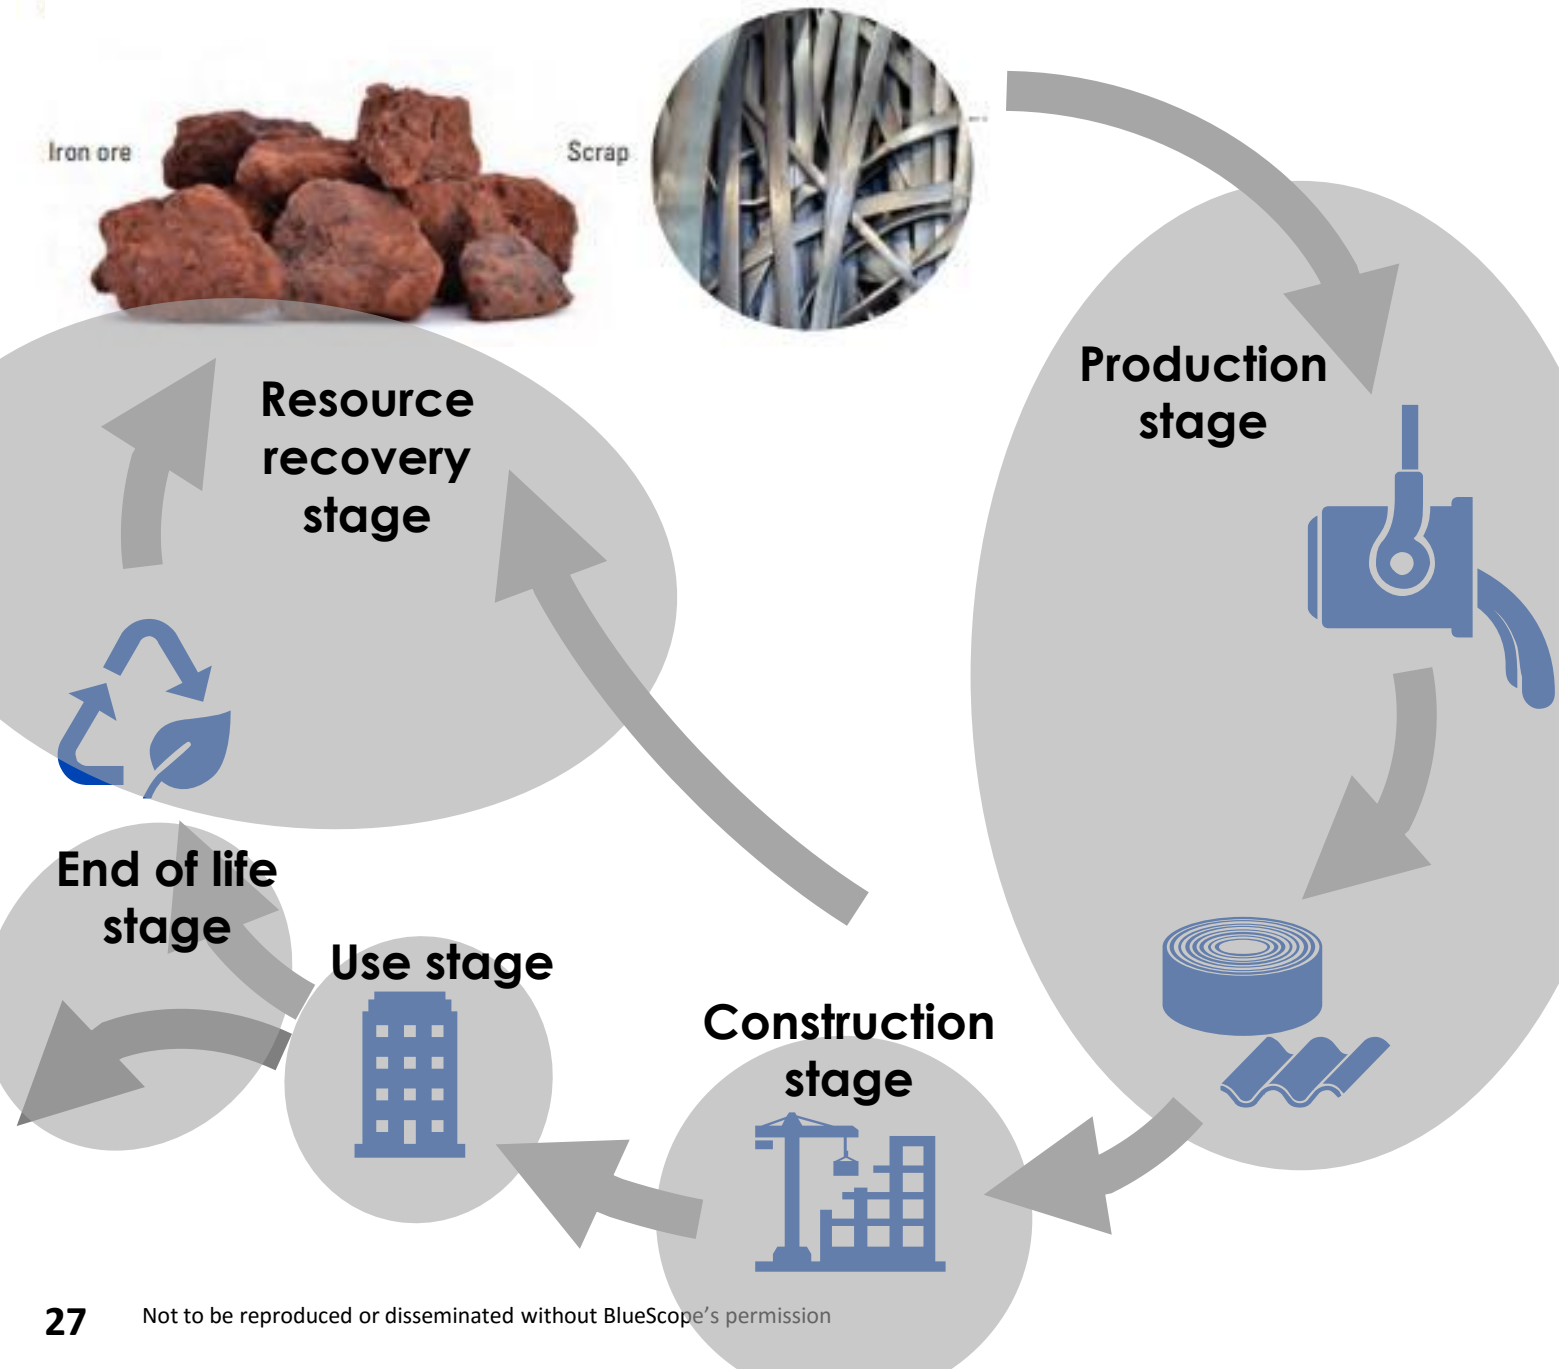 Iron ore
Scrap
Production
stage
Resource
recovery
stage
End of life
stage
Use stage
Construction
stage
27
Not to be reproduced or disseminated without BlueScope's permission